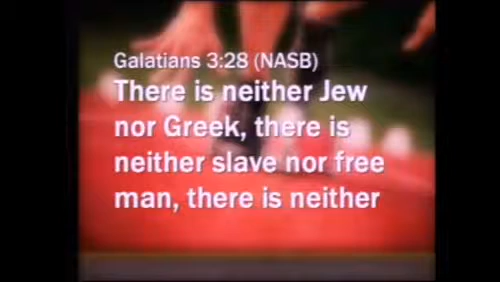 Galatians 3:28 (NASB)
There is neither Jew
nor Greek, there is
neither slave nor free
man, there is neither